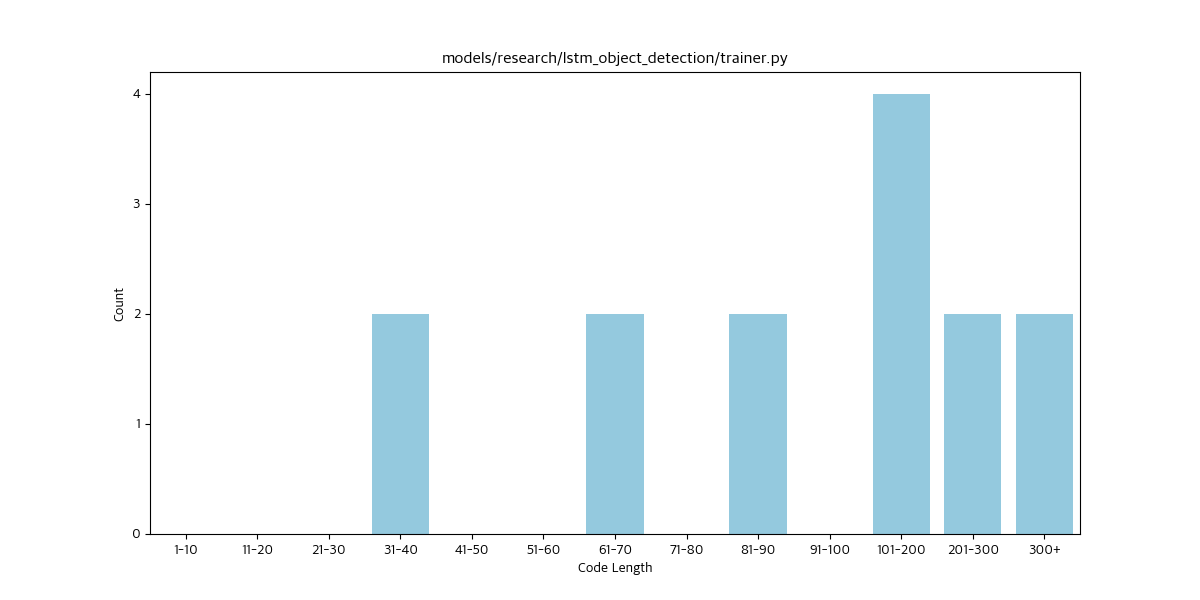 models/research/lstm_object_detection/trainer.py
4
3
2
1
0
Count
1-10 11-20 21-30 31-40 41-50 51-60 61-70 71-80 81-90 91-100 101-200 201-300 300+
Code Length